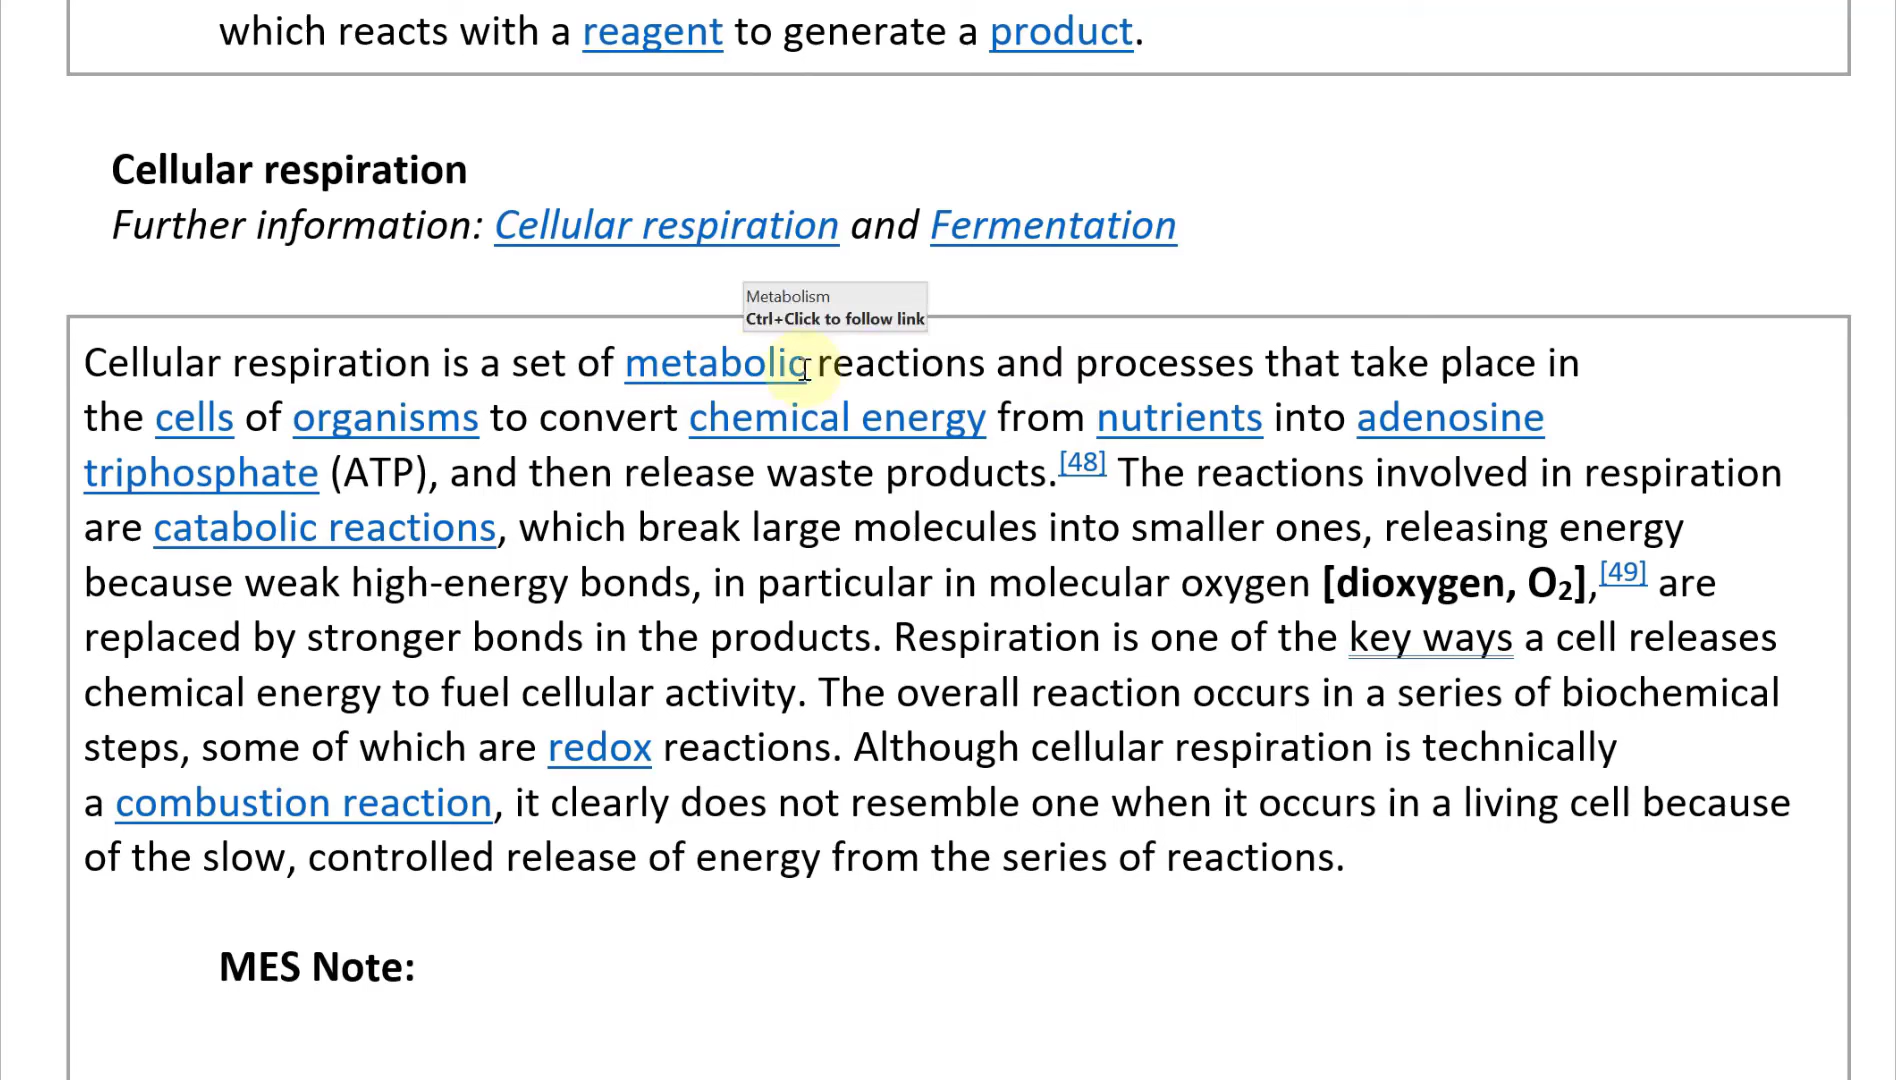 which reacts with a reagent to generate a product.
Cellular respiration
Further information: Cellular respiration and Fermentation
Metabolism
Ctrl+Click to follow link
Cellular respiration is a set of metabolic reactions and processes that take place in
the cells of organisms to convert chemical energy from nutrients into adenosine
triphosphate (ATP), and then release waste products.[48] The reactions involved in respiration
are catabolic reactions, which break large molecules into smaller ones, releasing energy
because weak high-energy bonds, in particular in molecular oxygen [dioxygen, O₂],[49] are
replaced by stronger bonds in the products. Respiration is one of the key ways a cell releases
chemical energy to fuel cellular activity. The overall reaction occurs in a series of biochemical
steps, some of which are redox reactions. Although cellular respiration is technically
a combustion reaction, it clearly does not resemble one when it occurs in a living cell because
of the slow, controlled release of energy from the series of reactions.
MES Note: